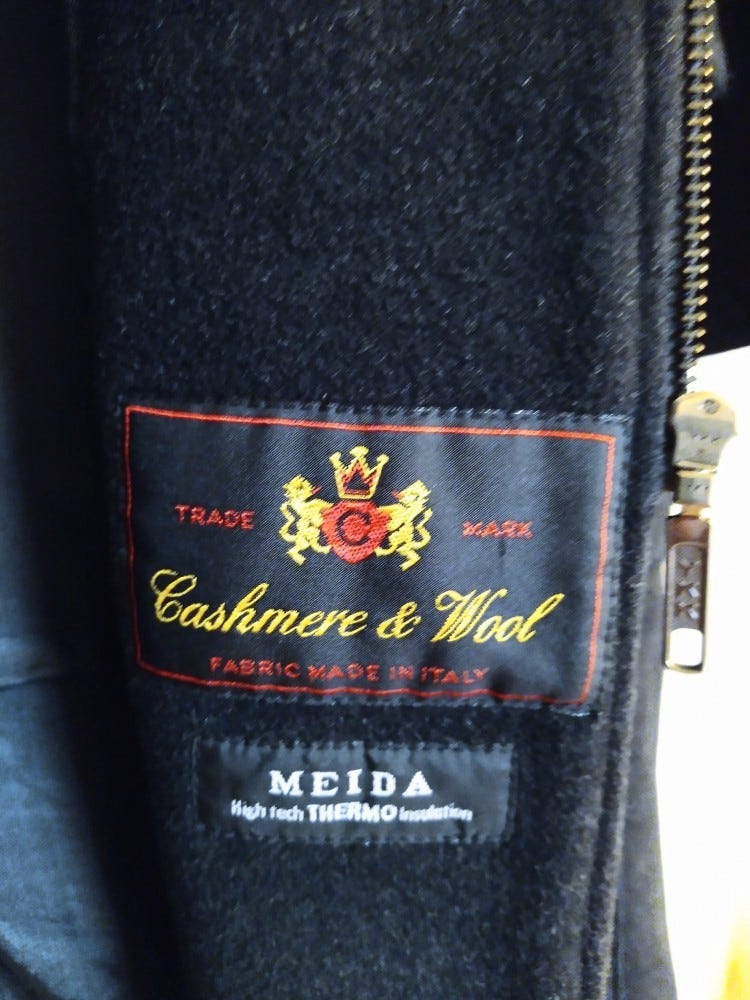 TRADE C MARK
Cashmere & Wool
FABRIC MADE IN ITALY
MEIDA
High tech THERMO Insulation